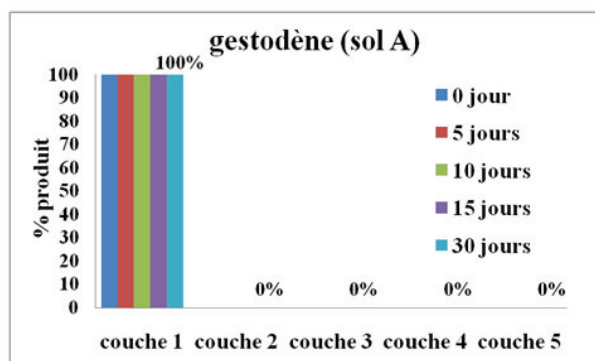 gestodène (sol A)
100%
100
90
80
70
60
50
40
30
20
10
0
% produit
0 jour
5 jours
10 jours
15 jours
30 jours
0%
0%
0%
0%
couche 1
couche 2
couche 3
couche 4
couche 5